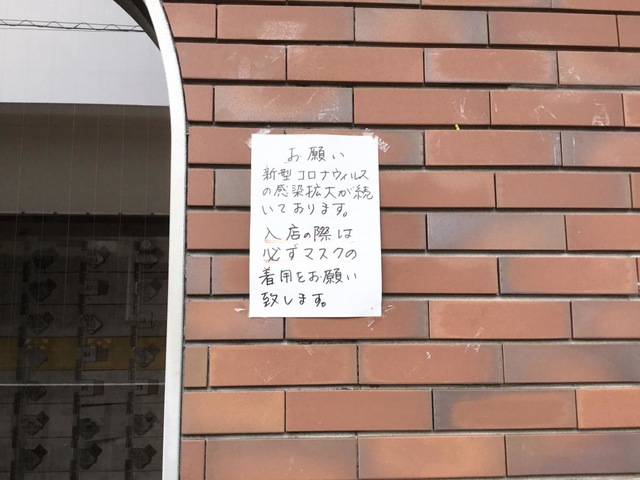 お願い
新型コロナウィルス
の感染拡大が続
いております。
入店の際は
必ずマスクの
着用をお願い
致します。